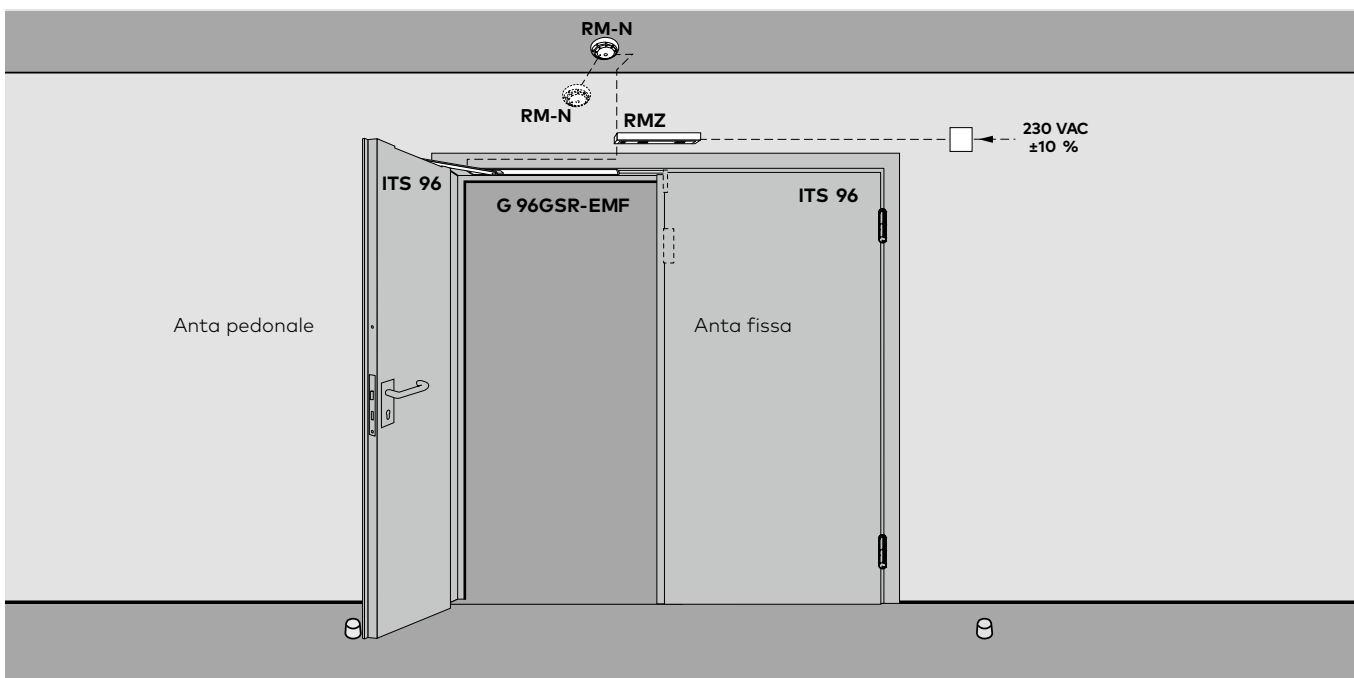 RM-N
RM-N
RMZ
230 VAC
±10 %
ITS 96
G 96GSR-EMF
ITS 96
Anta pedonale
Anta fissa